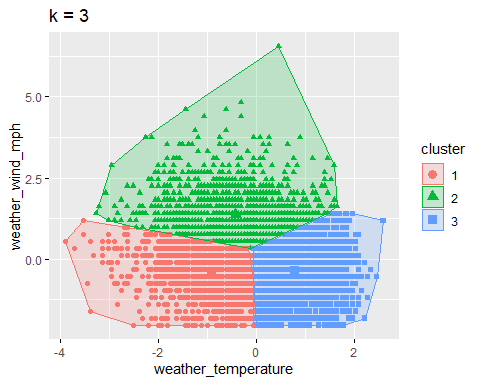 k = 3
5.0
2.5
0.0
weather_wind_mph
-4
-2
0
2
weather_temperature
cluster
1
2
3